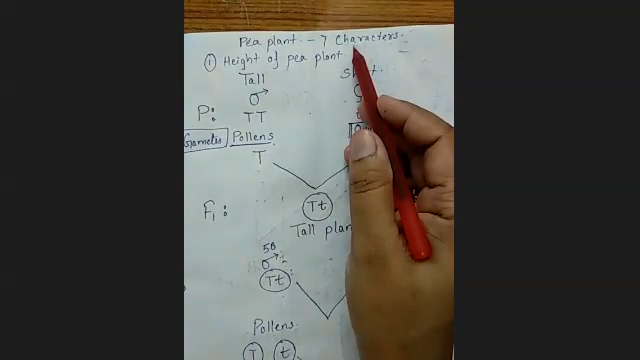 Pea plant - 7 Characters.
① Height of pea plant
Tall
P: TT
Gametes Pollens
T
F₁: Tt
Tall plant
50
Tt
Pollens
T t